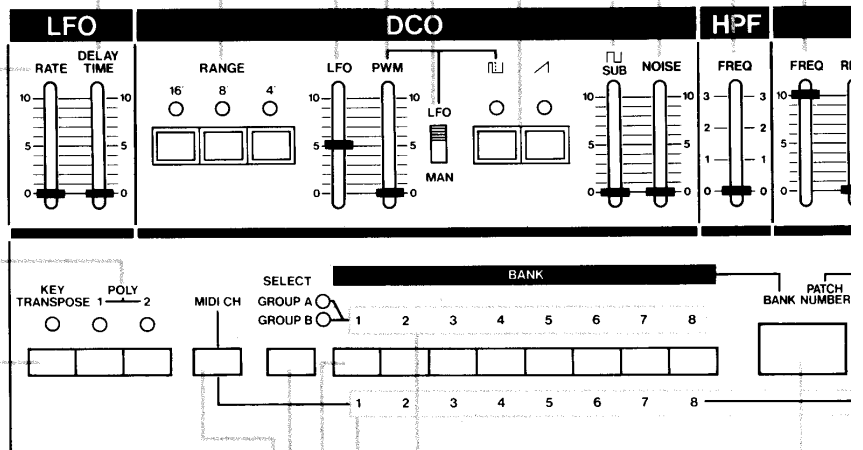 LFO DCO HPF
DELAY
RATE TIME RANGE LFO PWM SUB NOISE FREQ FREQ
16' 8' 4'
LFO
10 10 10 10 10 10 3 3 10
2 2
5 5 5 5 5 5 5
MAN
1 1
0 0 0 0 0 0 0 0 0
BANK
SELECT
KEY POLY MIDI CH GROUP A BANK PATCH
TRANSPOSE 1 2 GROUP B NUMBER
1 2 3 4 5 6 7 8
1 2 3 4 5 6 7 8